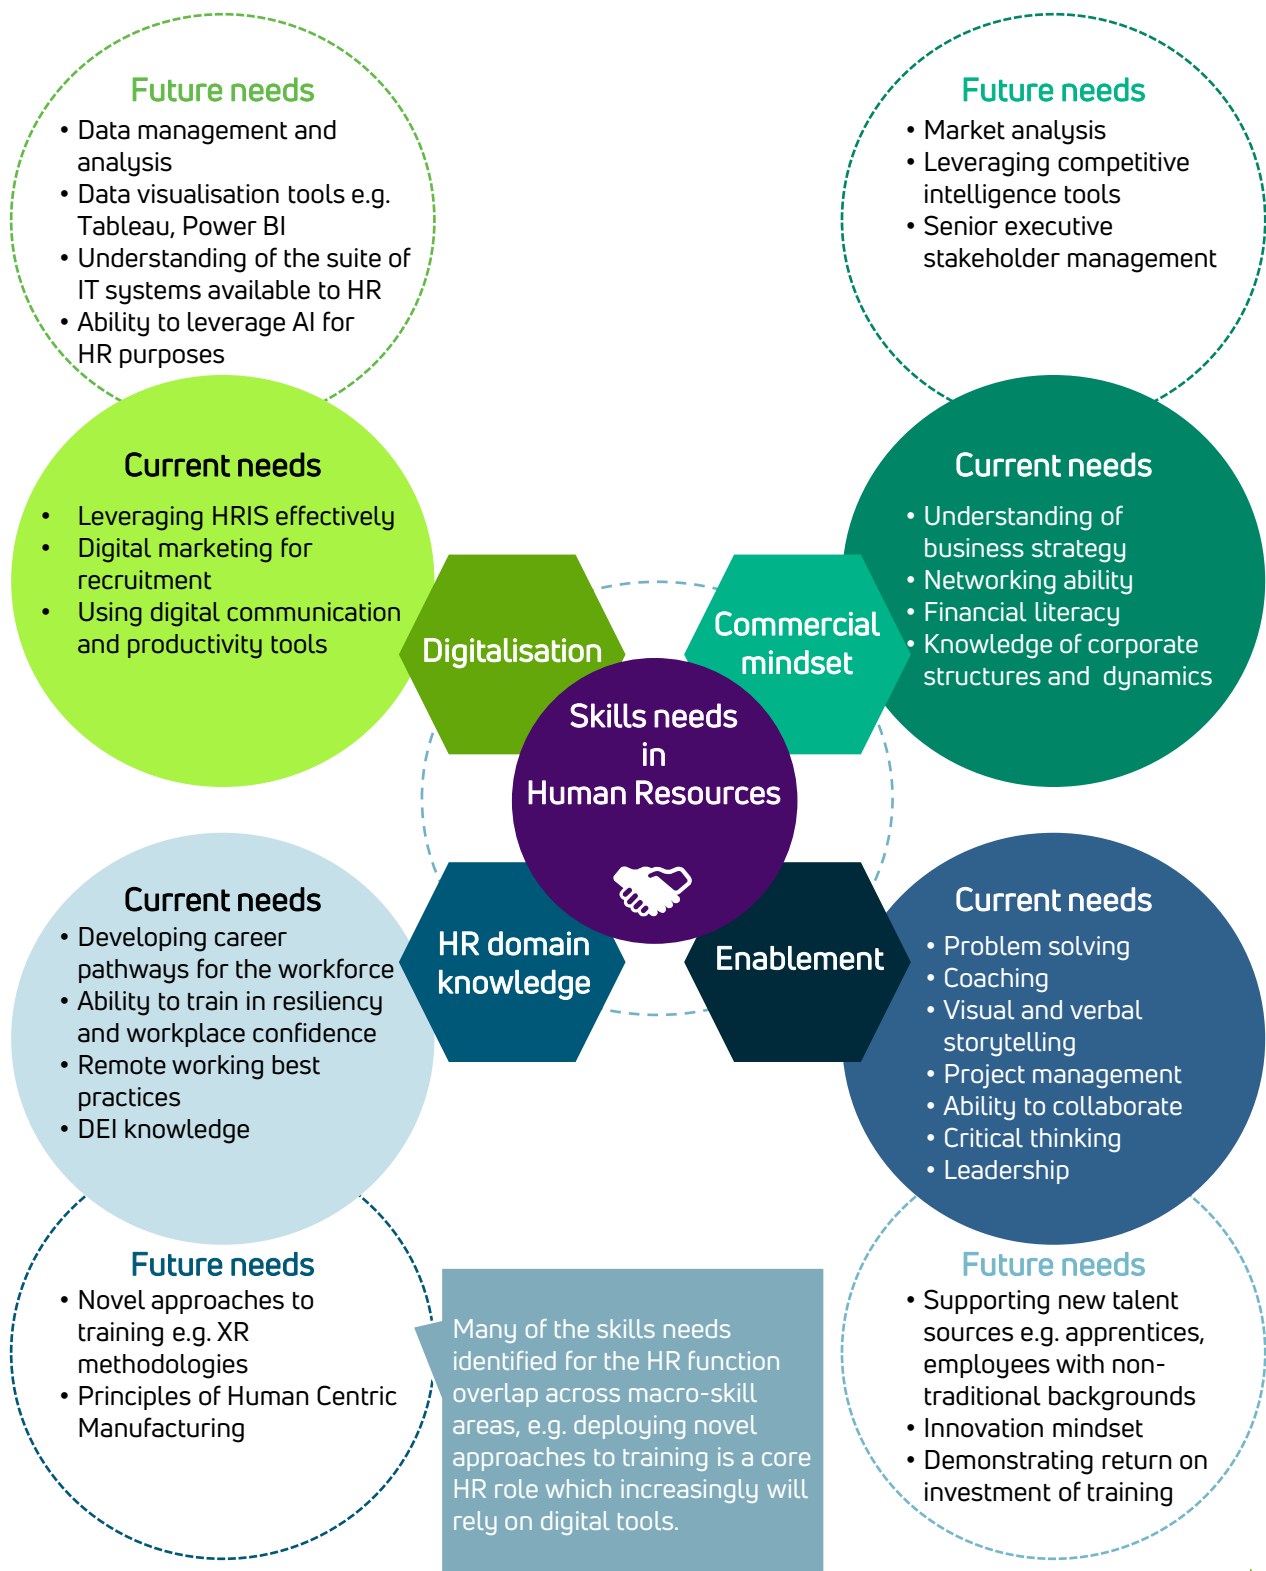 Future needs
• Data management and
analysis
• Data visualisation tools e.g.
Tableau, Power BI
• Understanding of the suite of
IT systems available to HR
• Ability to leverage AI for
HR purposes
Future needs
• Market analysis
• Leveraging competitive
intelligence tools
• Senior executive
stakeholder management
Current needs
• Leveraging HRIS effectively
• Digital marketing for
recruitment
• Using digital communication
and productivity tools
Current needs
• Understanding of
business strategy
• Networking ability
• Financial literacy
• Knowledge of corporate
structures and dynamics
Digitalisation
Commercial
mindset
Skills needs
in
Human Resources
HR domain
knowledge
Enablement
Current needs
• Developing career
pathways for the workforce
• Ability to train in resiliency
and workplace confidence
• Remote working best
practices
• DEI knowledge
Current needs
• Problem solving
• Coaching
• Visual and verbal
storytelling
• Project management
• Ability to collaborate
• Critical thinking
• Leadership
Future needs
• Novel approaches to
training e.g. XR
methodologies
• Principles of Human Centric
Manufacturing
Many of the skills needs
identified for the HR function
overlap across macro-skill
areas, e.g. deploying novel
approaches to training is a core
HR role which increasingly will
rely on digital tools.
Future needs
• Supporting new talent
sources e.g. apprentices,
employees with non-
traditional backgrounds
• Innovation mindset
• Demonstrating return on
investment of training